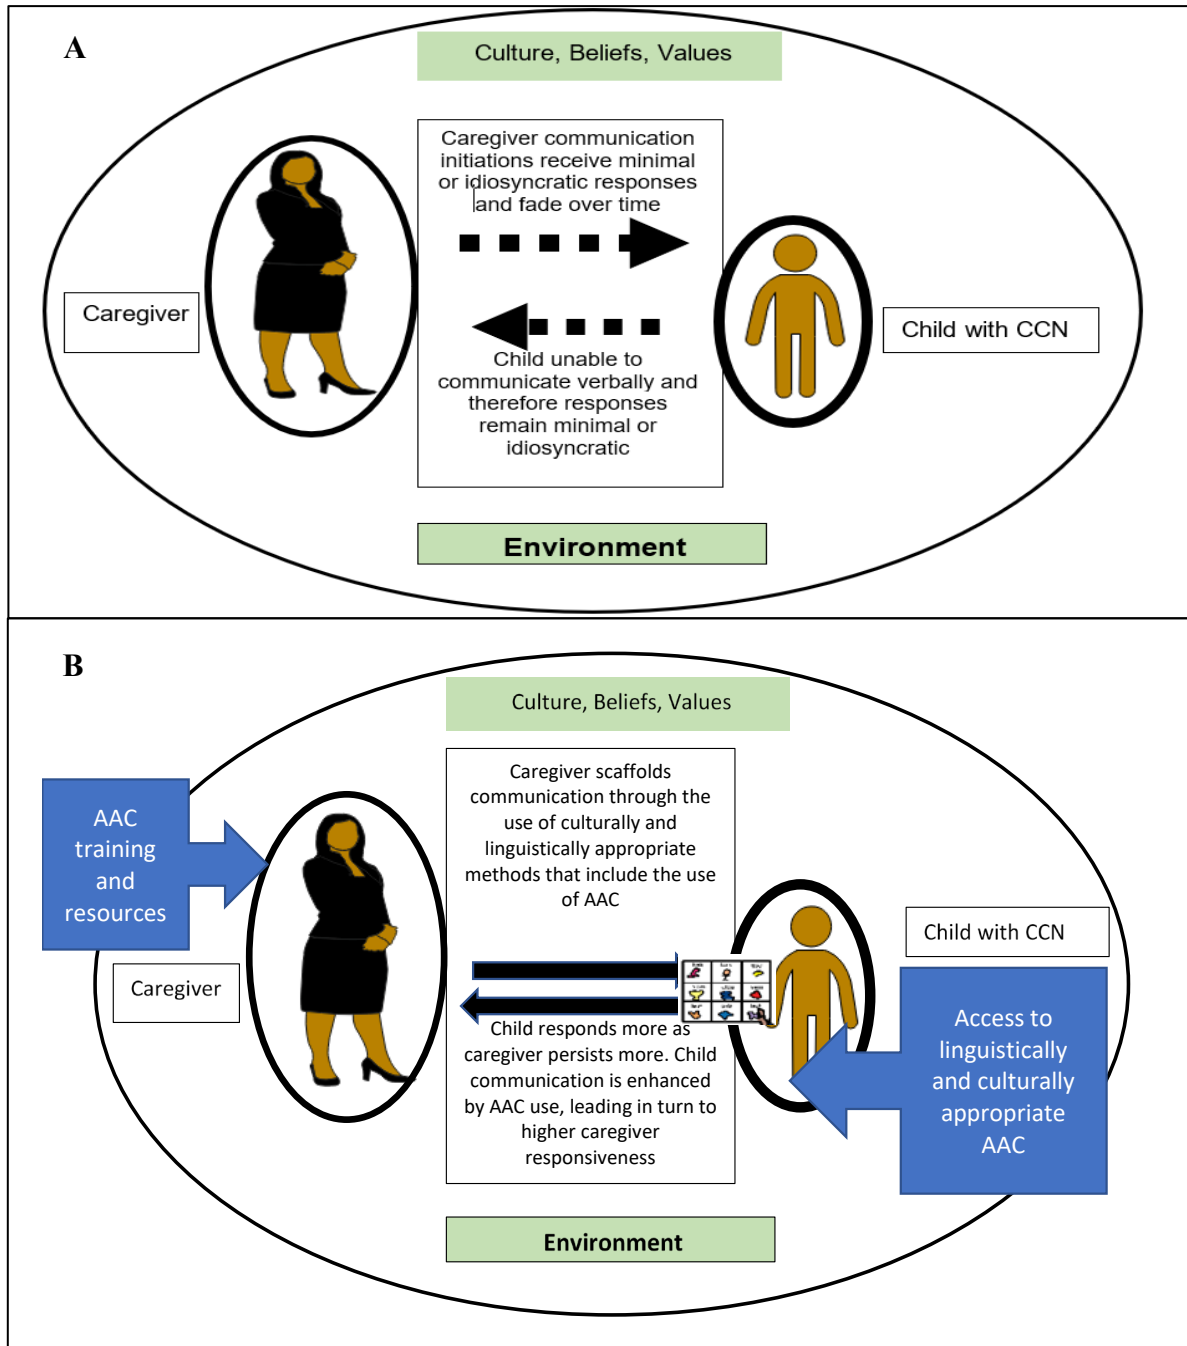 A
Culture, Beliefs, Values
Caregiver communication
initiations receive minimal
or idiosyncratic responses
and fade over time
Caregiver
Child with CCN
Child unable to
communicate verbally and
therefore responses
remain minimal or
idiosyncratic
Environment
B
Culture, Beliefs, Values
AAC
training
and
resources
Caregiver scaffolds
communication through the
use of culturally and
linguistically appropriate
methods that include the use
of AAC
Caregiver
Child with CCN
Child responds more as
caregiver persists more. Child
communication is enhanced
by AAC use, leading in turn to
higher caregiver
responsiveness
Access to
linguistically
and culturally
appropriate
AAC
Environment